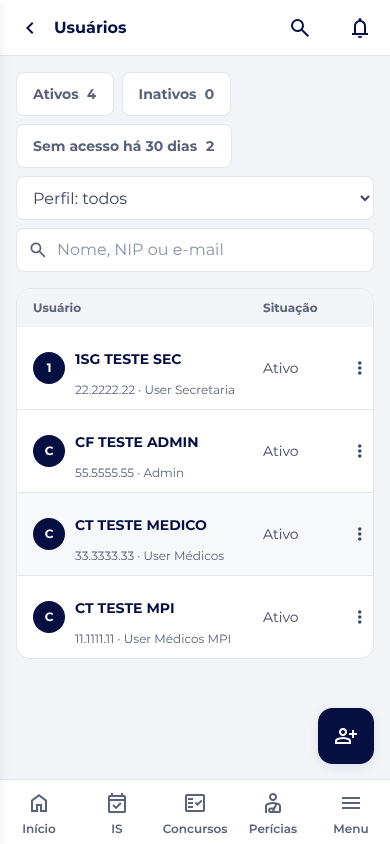 Usuários
Ativos 4
Inativos 0
Sem acesso há 30 dias 2
Perfil: todos
Nome, NIP ou e-mail
Usuário
Situação
1
1SG TESTE SEC
22.2222.22 · User Secretaria
Ativo
C
CF TESTE ADMIN
55.5555.55 · Admin
Ativo
C
CT TESTE MEDICO
33.3333.33 · User Médicos
Ativo
C
CT TESTE MPI
11.1111.11 · User Médicos MPI
Ativo
Início
IS
Concursos
Perícias
Menu